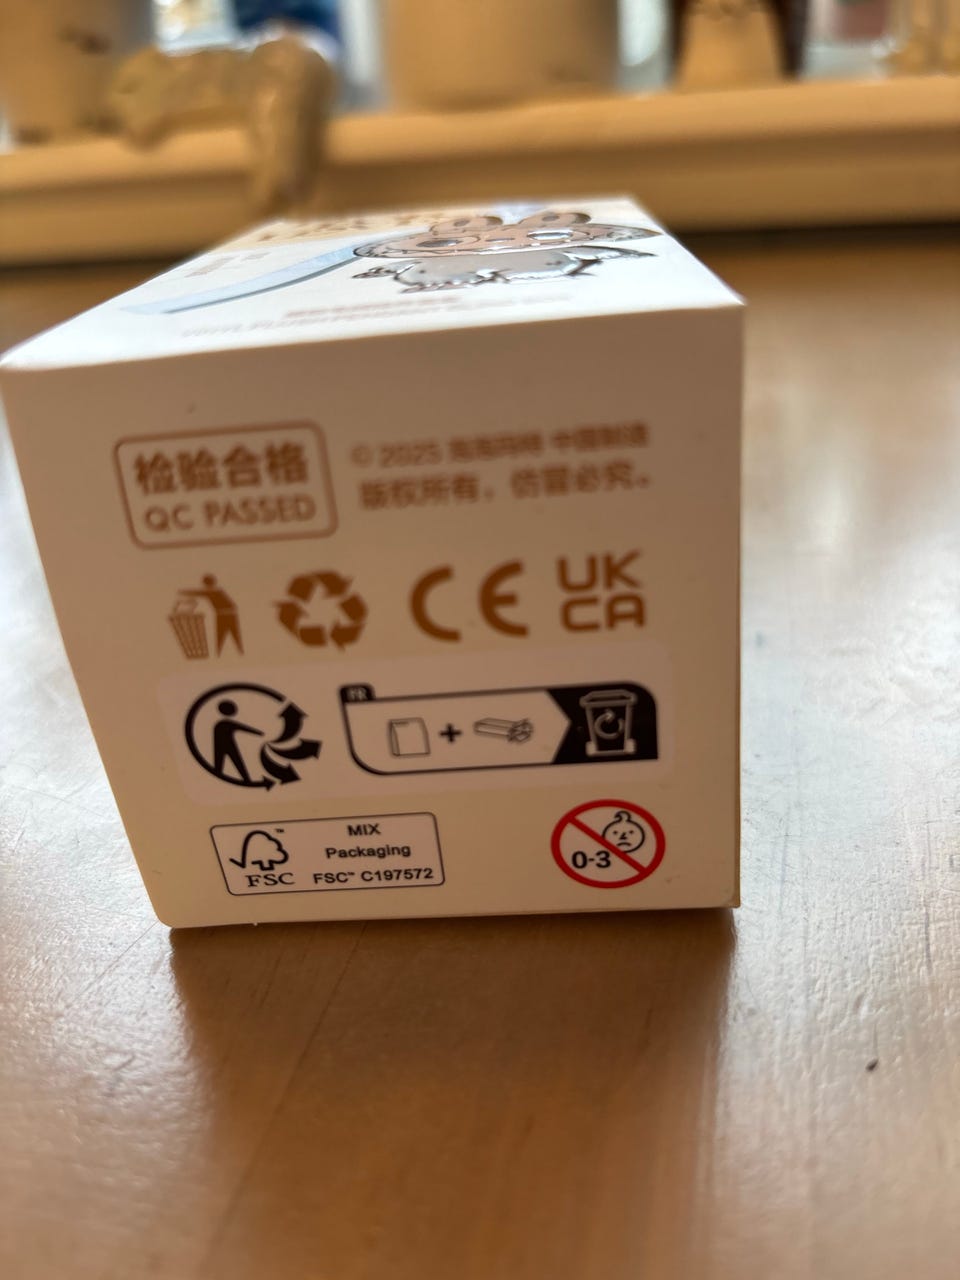 检验合格
QC PASSED
© 2025 泡泡玛特 中国制造
版权所有，仿冒必究。
CE
UK
CA
FR
+
MIX
Packaging
FSC™ C197572
FSC
0-3